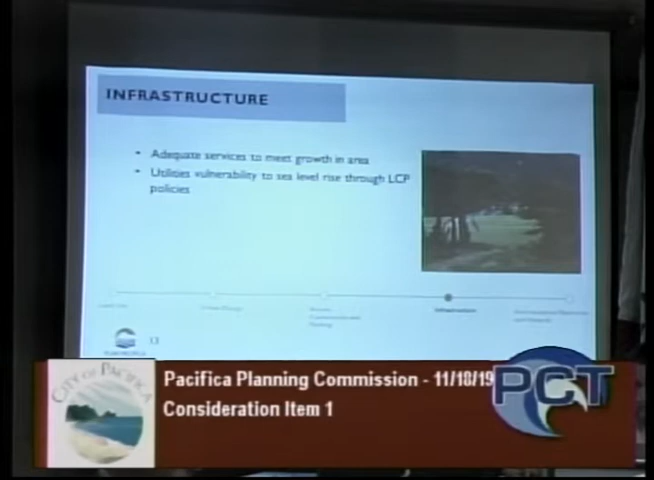 INFRASTRUCTURE
• Adequate services to meet growth in area
• Utilities vulnerability to sea level rise through LCP
policies
Infrastructure
13
CITY OF PACIFICA
Pacifica Planning Commission - 11/18/19
Consideration Item 1
PCT